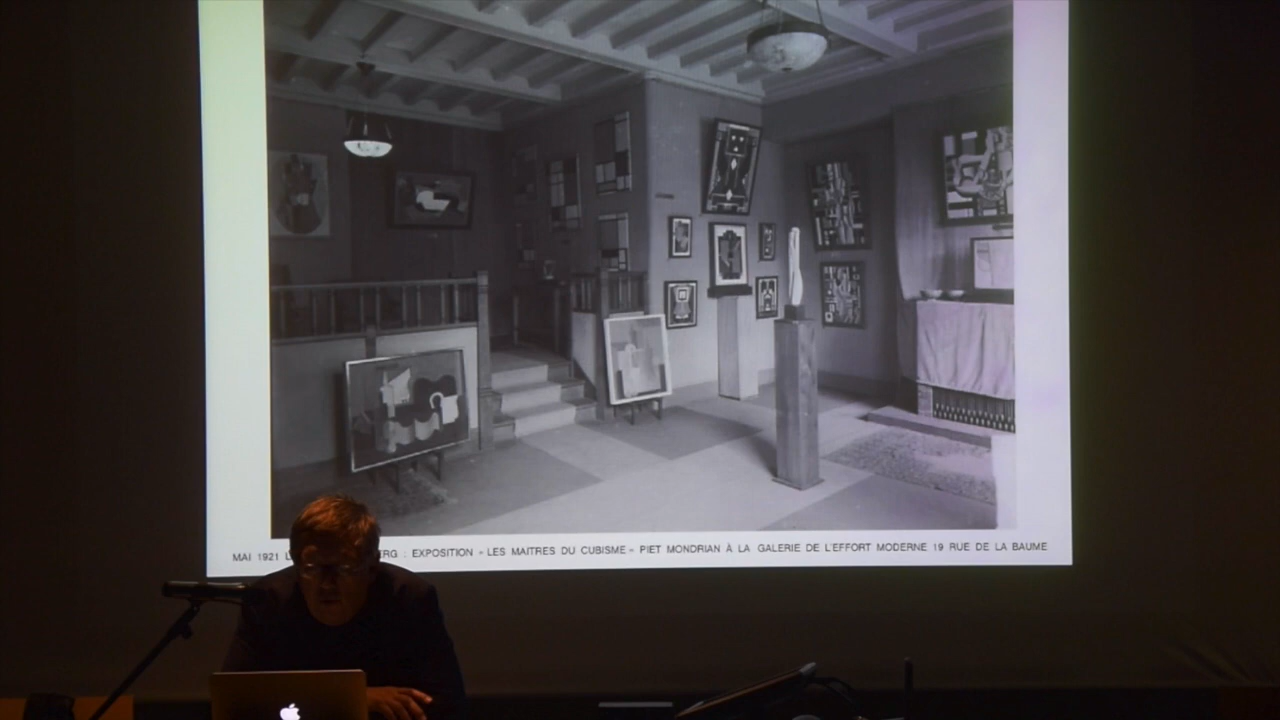 MAI 1921 ERG : EXPOSITION « LES MAITRES DU CUBISME » PIET MONDRIAN À LA GALERIE DE L'EFFORT MODERNE 19 RUE DE LA BAUME